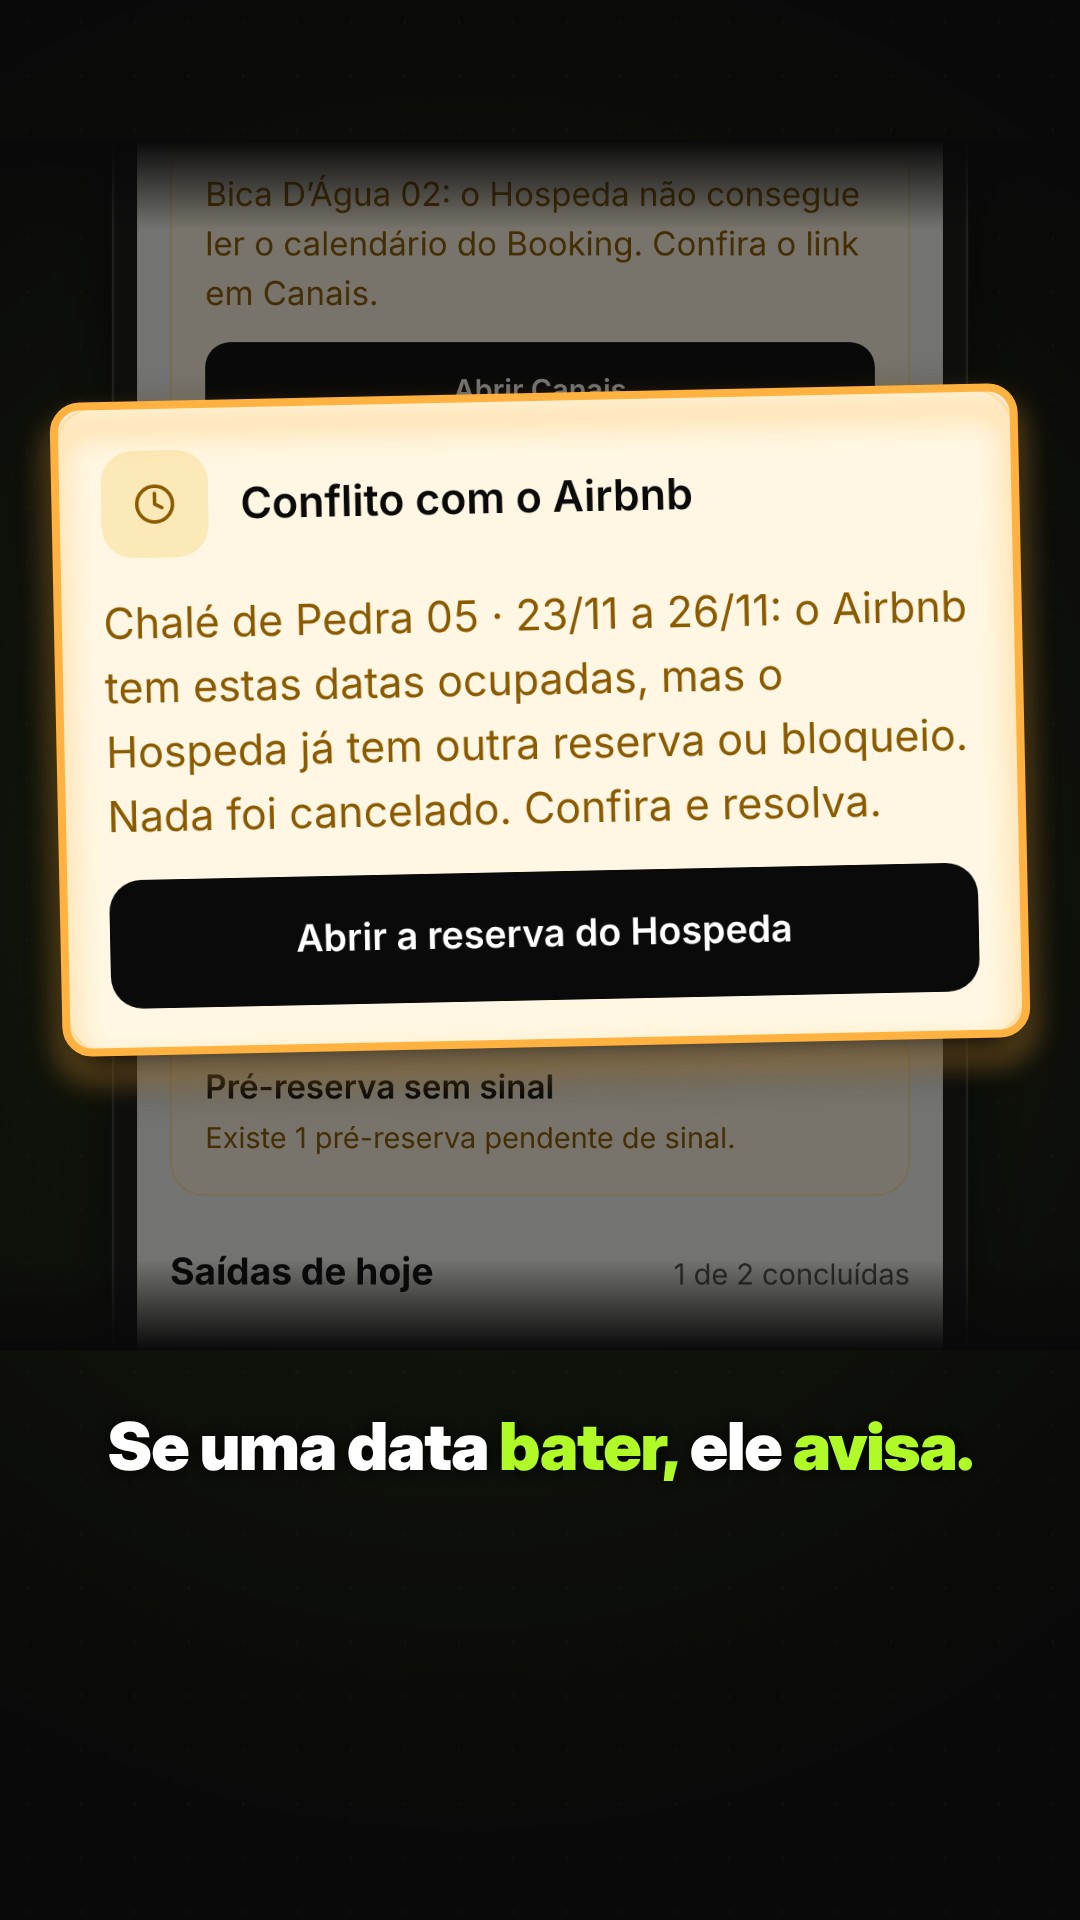 Bica D’Água 02: o Hospeda não consegue
ler o calendário do Booking. Confira o link
em Canais.
Abrir Canais
Conflito com o Airbnb
Chalé de Pedra 05 · 23/11 a 26/11: o Airbnb
tem estas datas ocupadas, mas o
Hospeda já tem outra reserva ou bloqueio.
Nada foi cancelado. Confira e resolva.
Abrir a reserva do Hospeda
Pré-reserva sem sinal
Existe 1 pré-reserva pendente de sinal.
Saídas de hoje
1 de 2 concluídas
Se uma data bater, ele avisa.